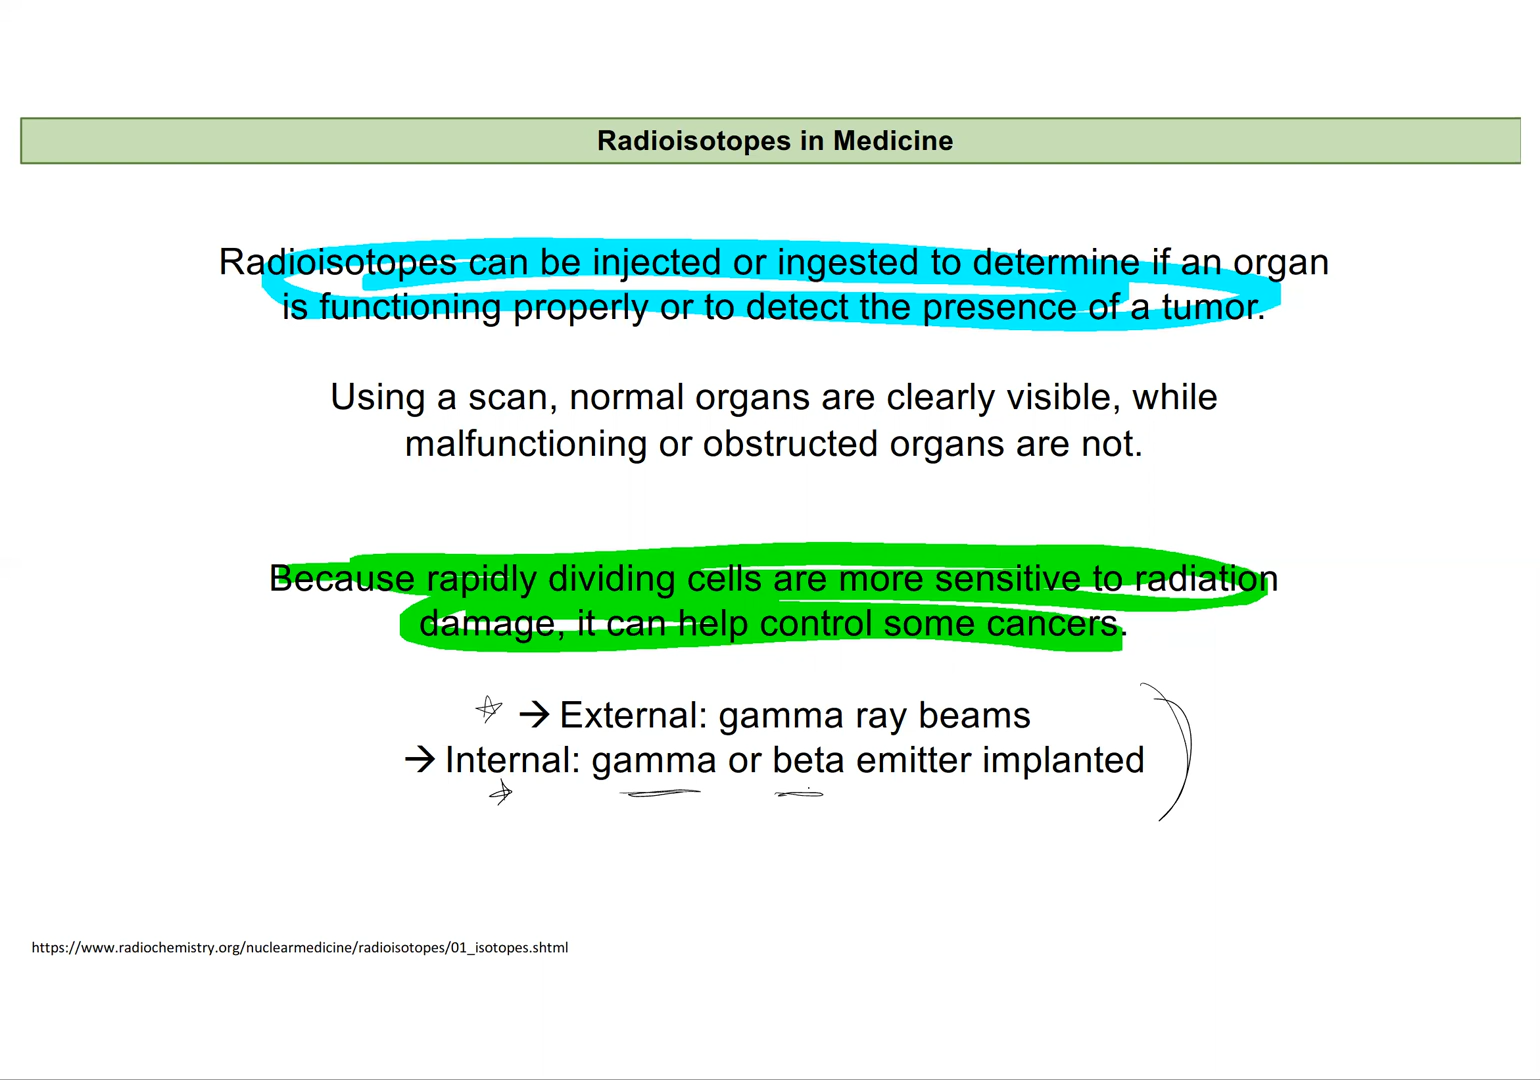 Radioisotopes in Medicine
Radioisotopes can be injected or ingested to determine if an organ
is functioning properly or to detect the presence of a tumor.
Using a scan, normal organs are clearly visible, while
malfunctioning or obstructed organs are not.
Because rapidly dividing cells are more sensitive to radiation
damage, it can help control some cancers.
→ External: gamma ray beams
→ Internal: gamma or beta emitter implanted
https://www.radiochemistry.org/nuclearmedicine/radioisotopes/01_isotopes.shtml